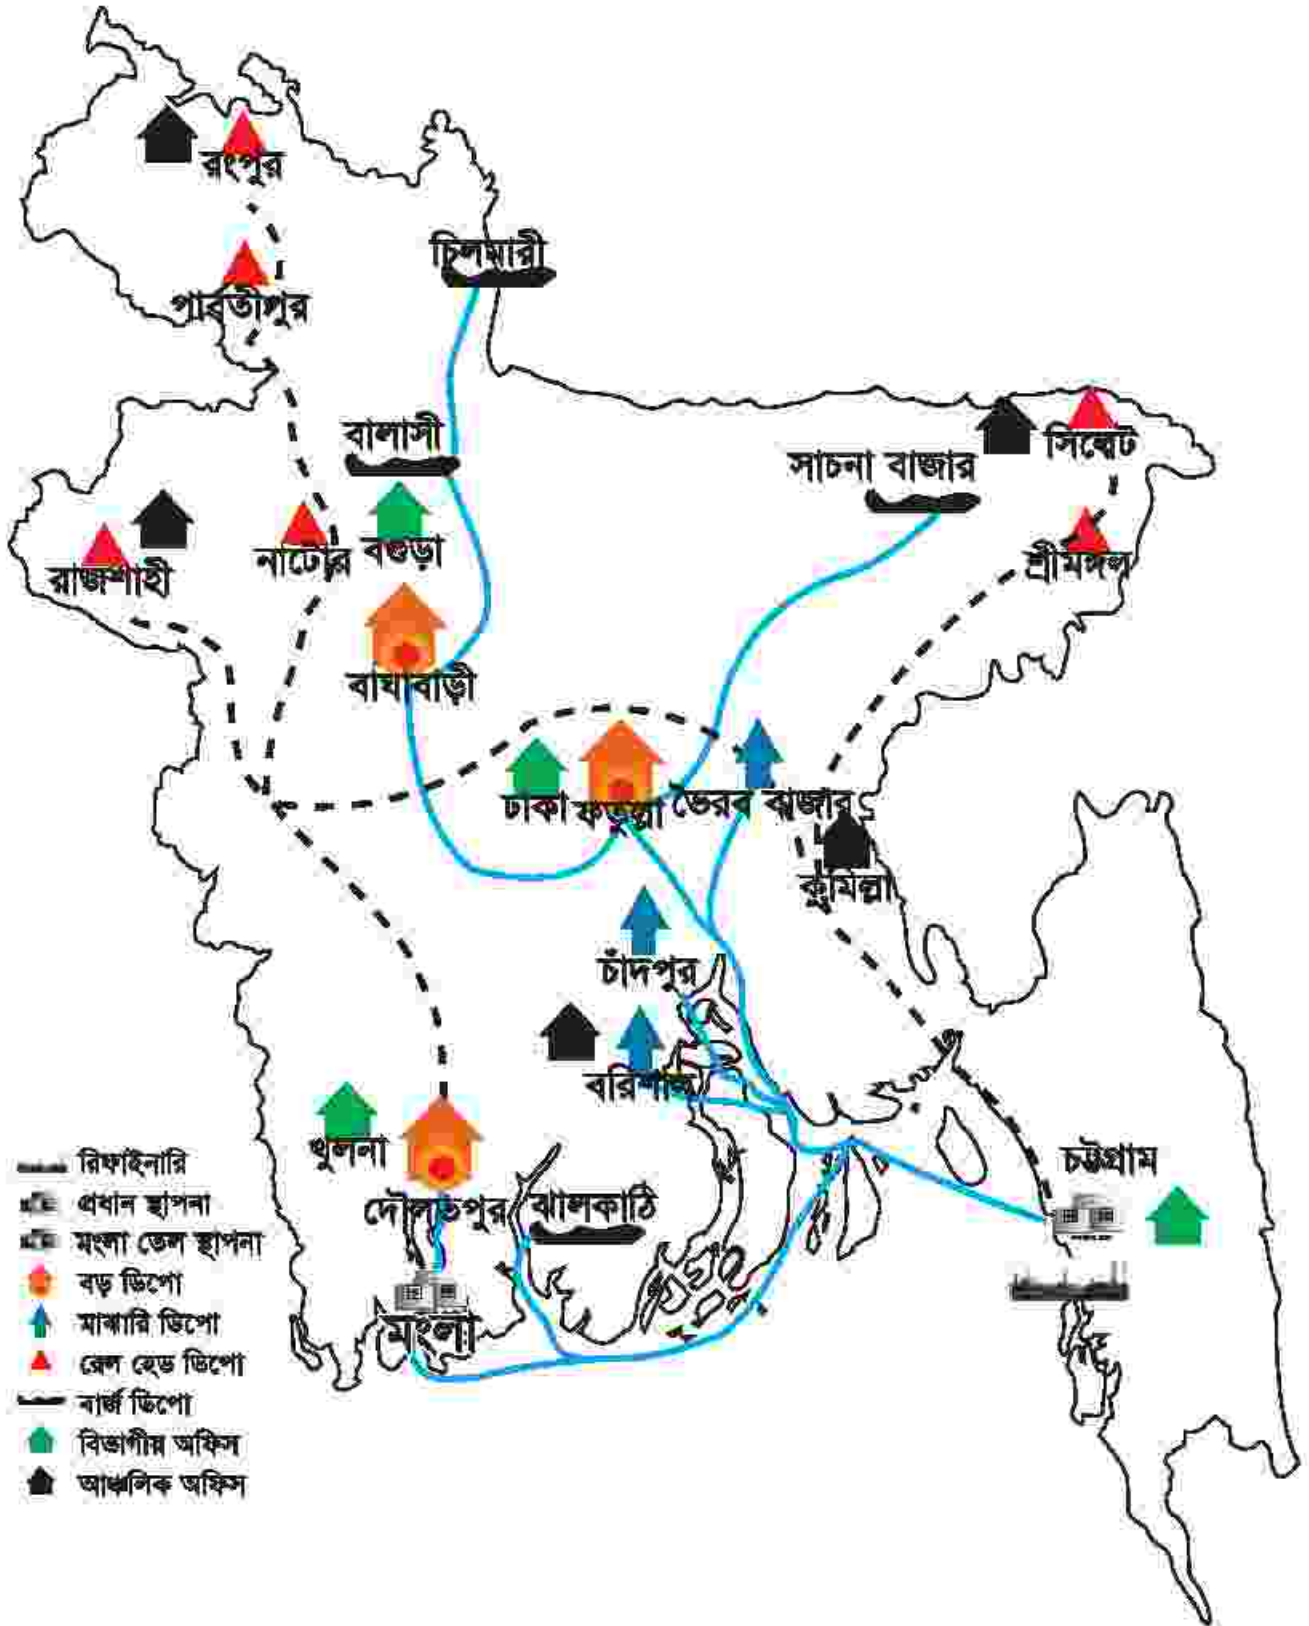 রংপুর
চিলমারী
পার্বতীপুর
বালাসী
সিলেট
সাচনা বাজার
নাটোর
বগুড়া
শ্রীমঙ্গল
রাজশাহী
বাঘাবাড়ী
ঢাকা
ফতুল্লা
ভৈরব বাজার
কুমিল্লা
চাঁদপুর
বরিশাল
খুলনা
চট্টগ্রাম
দৌলতপুর
ঝালকাঠি
মংলা
রিফাইনারি
প্রধান স্থাপনা
মংলা তেল স্থাপনা
বড় ডিপো
মাঝারি ডিপো
রেল হেড ডিপো
বার্জ ডিপো
বিভাগীয় অফিস
আঞ্চলিক অফিস